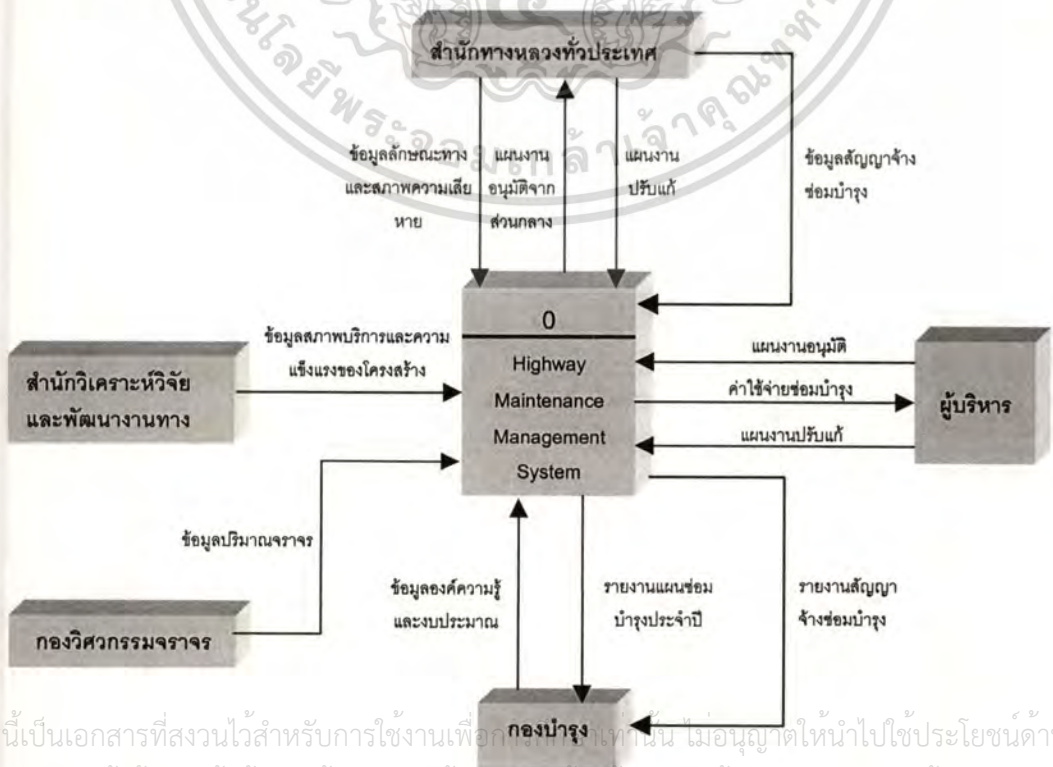 สำนักทางหลวงทั่วประเทศ
ข้อมูลลักษณะทาง
และสภาพความเสีย
หาย
แผนงาน
อนุมัติจาก
ส่วนกลาง
แผนงาน
ปรับแก้
ข้อมูลสัญญาจ้าง
ซ่อมบำรุง
สำนักวิเคราะห์วิจัย
และพัฒนางานทาง
ข้อมูลสภาพบริการและความ
แข็งแรงของโครงสร้าง
0
Highway
Maintenance
Management
System
แผนงานอนุมัติ
ค่าใช้จ่ายซ่อมบำรุง
แผนงานปรับแก้
ผู้บริหาร
ข้อมูลปริมาณจราจร
กองวิศวกรรมจราจร
ข้อมูลองค์ความรู้
และงบประมาณ
รายงานแผนซ่อม
บำรุงประจำปี
รายงานสัญญา
จ้างซ่อมบำรุง
กองบำรุง
นี้เป็นเอกสารที่สงวนไว้สำหรับการใช้งานเพื่อการศึกษาเท่านั้น ไม่อนุญาตให้นำไปใช้ประโยชน์ด้า